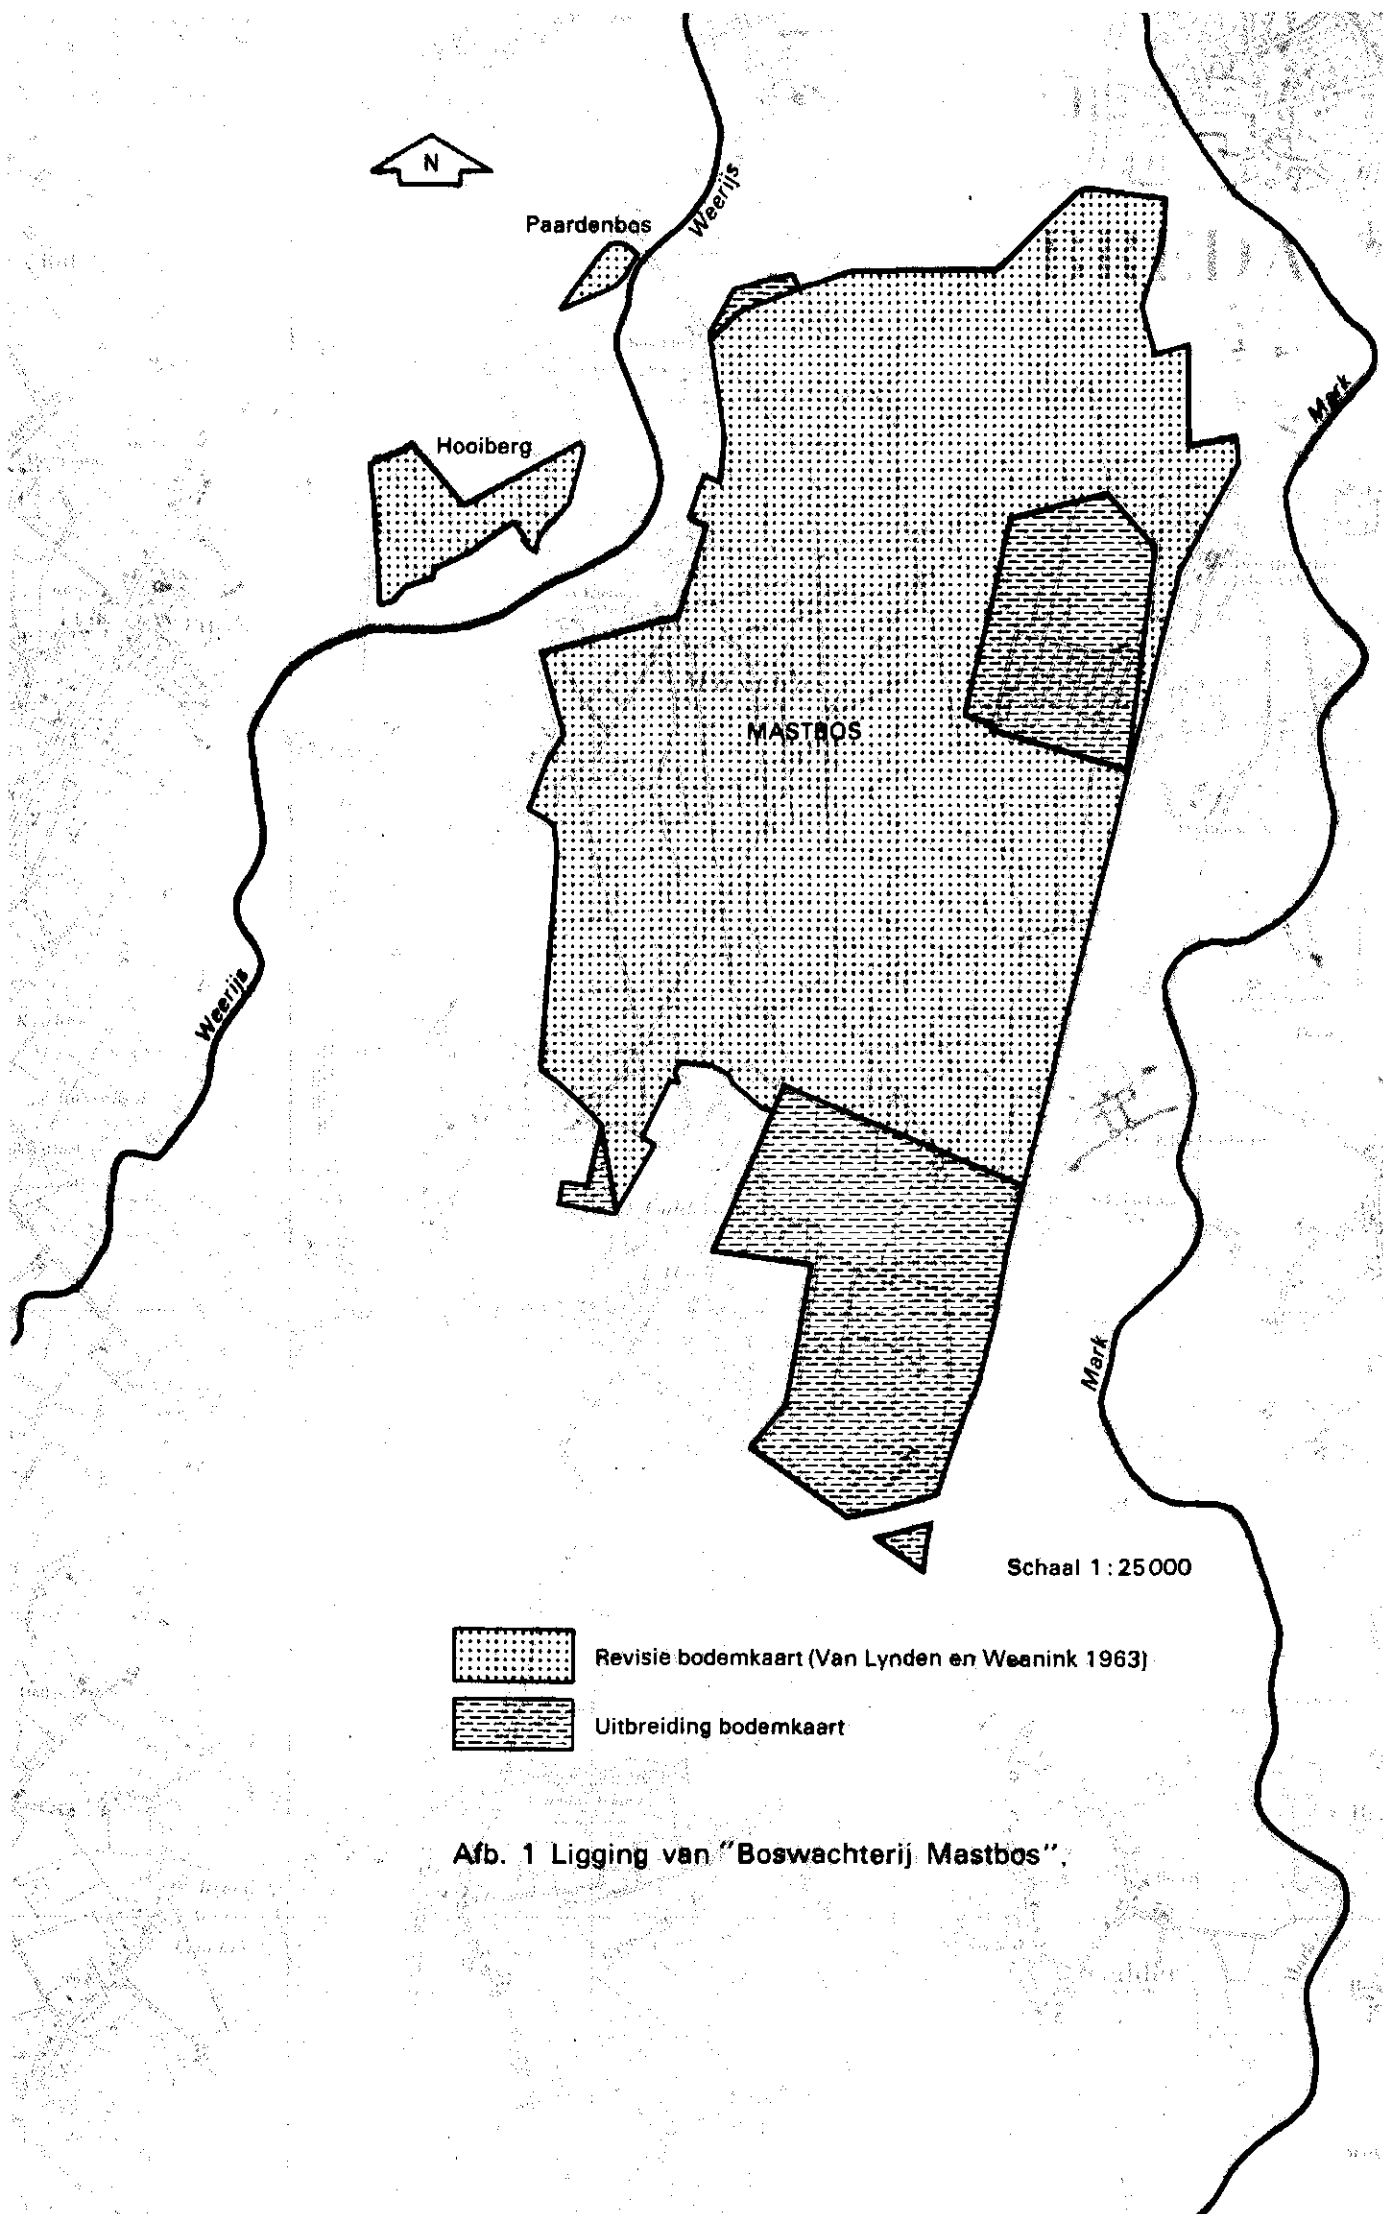 N
Paardenbos
Weerijs
Hooiberg
Mark
MASTBOS
Weerijs
Mark
Schaal 1:25000
Revisie bodemkaart (Van Lynden en Weenink 1963)
Uitbreiding bodemkaart
Afb. 1 Ligging van "Boswachterij Mastbos".